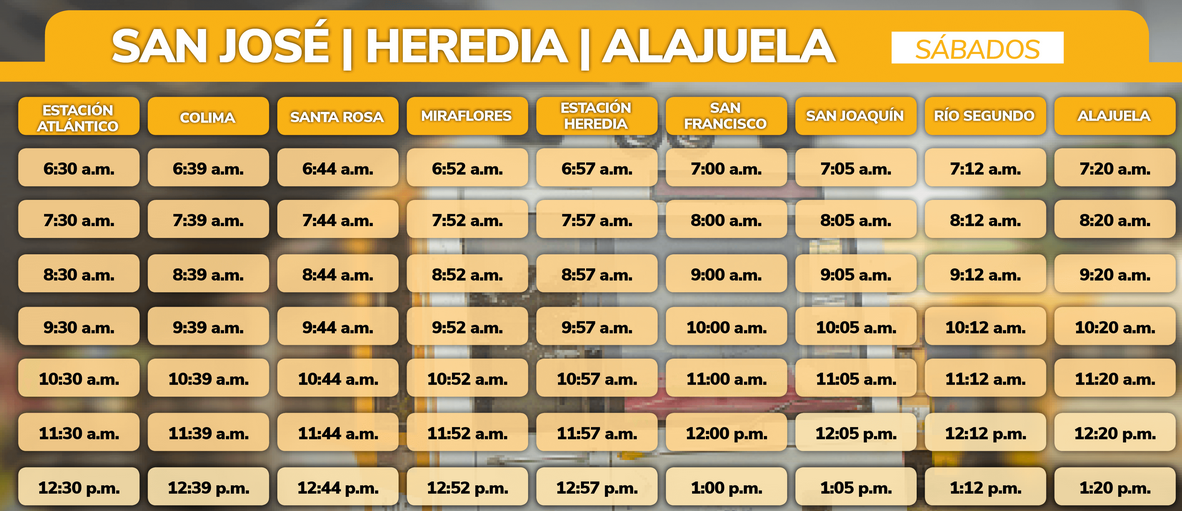 SAN JOSÉ | HEREDIA | ALAJUELA SÁBADOS
ESTACIÓN ATLÁNTICO COLIMA SANTA ROSA MIRAFLORES ESTACIÓN HEREDIA SAN FRANCISCO SAN JOAQUÍN RÍO SEGUNDO ALAJUELA
6:30 a.m. 6:39 a.m. 6:44 a.m. 6:52 a.m. 6:57 a.m. 7:00 a.m. 7:05 a.m. 7:12 a.m. 7:20 a.m.
7:30 a.m. 7:39 a.m. 7:44 a.m. 7:52 a.m. 7:57 a.m. 8:00 a.m. 8:05 a.m. 8:12 a.m. 8:20 a.m.
8:30 a.m. 8:39 a.m. 8:44 a.m. 8:52 a.m. 8:57 a.m. 9:00 a.m. 9:05 a.m. 9:12 a.m. 9:20 a.m.
9:30 a.m. 9:39 a.m. 9:44 a.m. 9:52 a.m. 9:57 a.m. 10:00 a.m. 10:05 a.m. 10:12 a.m. 10:20 a.m.
10:30 a.m. 10:39 a.m. 10:44 a.m. 10:52 a.m. 10:57 a.m. 11:00 a.m. 11:05 a.m. 11:12 a.m. 11:20 a.m.
11:30 a.m. 11:39 a.m. 11:44 a.m. 11:52 a.m. 11:57 a.m. 12:00 p.m. 12:05 p.m. 12:12 p.m. 12:20 p.m.
12:30 p.m. 12:39 p.m. 12:44 p.m. 12:52 p.m. 12:57 p.m. 1:00 p.m. 1:05 p.m. 1:12 p.m. 1:20 p.m.